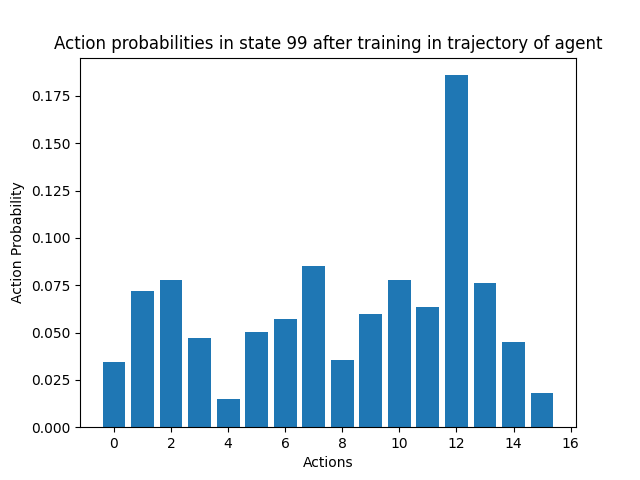 Action probabilities in state 99 after training in trajectory of agent
0.175
0.150
0.125
0.100
0.075
0.050
0.025
0.000
Action Probability
0 2 4 6 8 10 12 14 16
Actions